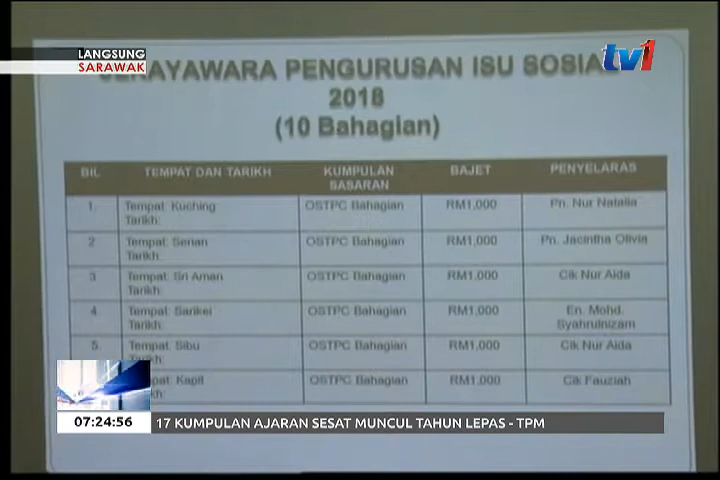 LANGSUNG
SARAWAK
tv1
JERAYAWARA PENGURUSAN ISU SOSIAL
2018
(10 Bahagian)
BIL TEMPAT DAN TARIKH KUMPULAN SASARAN BAJET PENYELARAS
1. Tempat: Kuching Tarikh: OSTPC Bahagian RM1,000 Pn. Nur Natalia
2 Tempat: Serian Tarikh: OSTPC Bahagian RM1,000 Pn. Jacintha Olivia
3 Tempat: Sri Aman Tarikh: OSTPC Bahagian RM1,000 Cik Nur Aida
4 Tempat: Sarikei Tarikh: OSTPC Bahagian RM1,000 En. Mohd. Syahrulnizam
5. Tempat: Sibu OSTPC Bahagian RM1,000 Cik Nur Aida
Kapit OSTPC Bahagian RM1,000 Cik Fauziah
07:24:56 17 KUMPULAN AJARAN SESAT MUNCUL TAHUN LEPAS - TPM